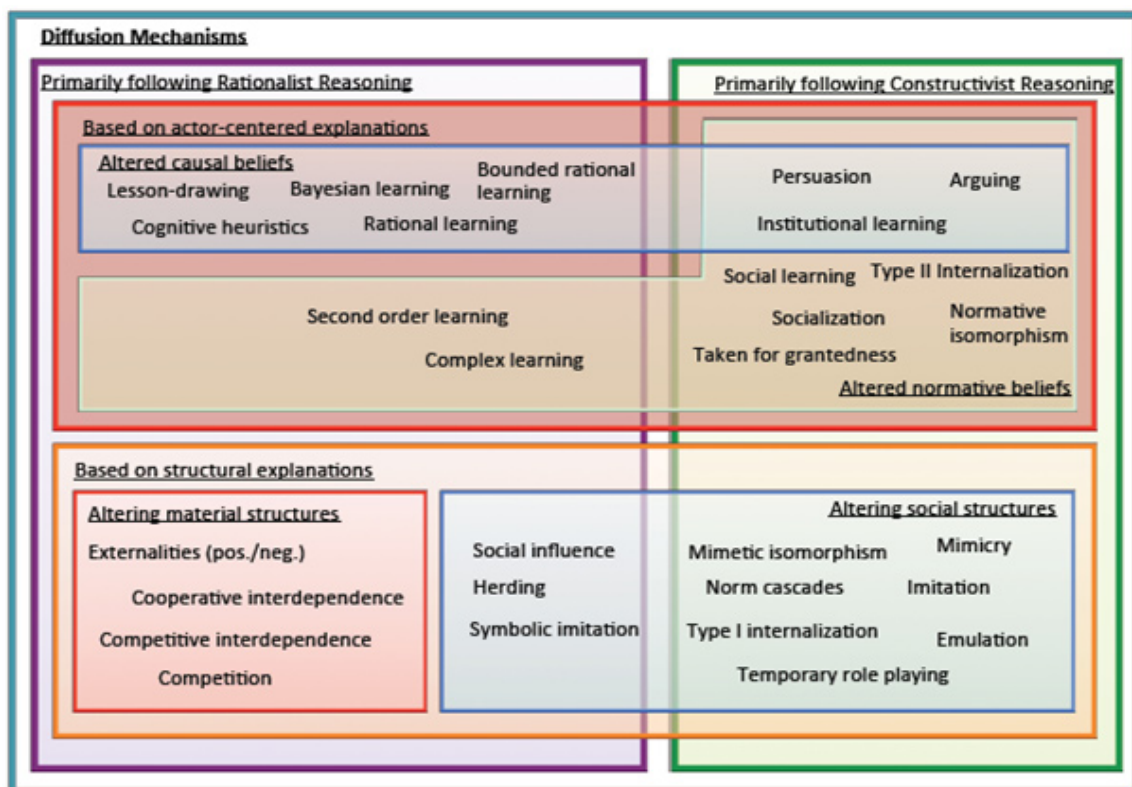 Diffusion Mechanisms
Primarily following Rationalist Reasoning
Primarily following Constructivist Reasoning
Based on actor-centered explanations
Altered causal beliefs
Lesson-drawing
Bayesian learning
Bounded rational
learning
Cognitive heuristics
Rational learning
Persuasion
Arguing
Institutional learning
Social learning
Type II Internalization
Second order learning
Socialization
Normative
isomorphism
Complex learning
Taken for grantedness
Altered normative beliefs
Based on structural explanations
Altering material structures
Externalities (pos./neg.)
Cooperative interdependence
Competitive interdependence
Competition
Altering social structures
Social influence
Herding
Symbolic imitation
Mimetic isomorphism
Mimicry
Norm cascades
Imitation
Type I internalization
Emulation
Temporary role playing